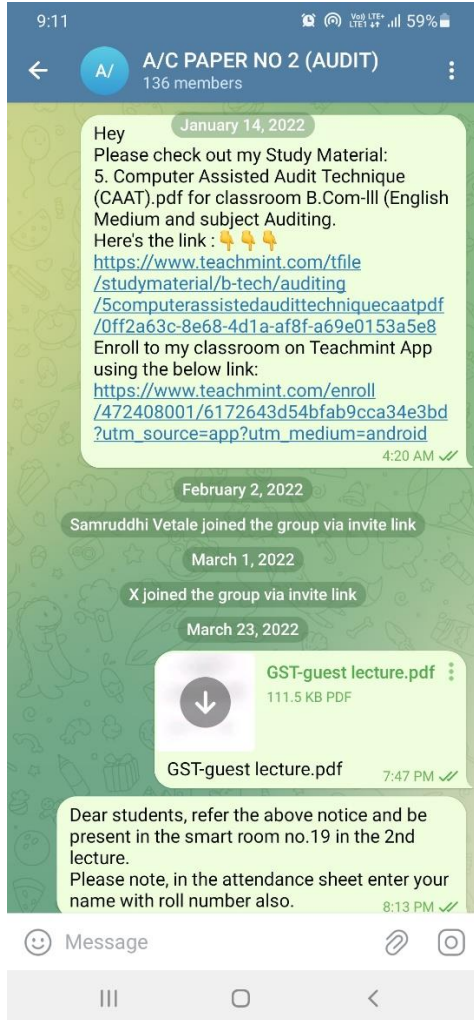 9:11
Vo)) LTE+ LTE1 59%
A/
A/C PAPER NO 2 (AUDIT)
136 members
January 14, 2022
Hey
Please check out my Study Material:
5. Computer Assisted Audit Technique
(CAAT).pdf for classroom B.Com-lll (English
Medium and subject Auditing.
Here's the link : 👇👇👇
https://www.teachmint.com/tfile
/studymaterial/b-tech/auditing
/5computerassistedaudittechniquecaatpdf
/0ff2a63c-8e68-4d1a-af8f-a69e0153a5e8
Enroll to my classroom on Teachmint App
using the below link:
https://www.teachmint.com/enroll
/472408001/6172643d54bfab9cca34e3bd
?utm_source=app?utm_medium=android
4:20 AM
February 2, 2022
Samruddhi Vetale joined the group via invite link
March 1, 2022
X joined the group via invite link
March 23, 2022
GST-guest lecture.pdf
111.5 KB PDF
GST-guest lecture.pdf
7:47 PM
Dear students, refer the above notice and be
present in the smart room no.19 in the 2nd
lecture.
Please note, in the attendance sheet enter your
name with roll number also.
8:13 PM
Message